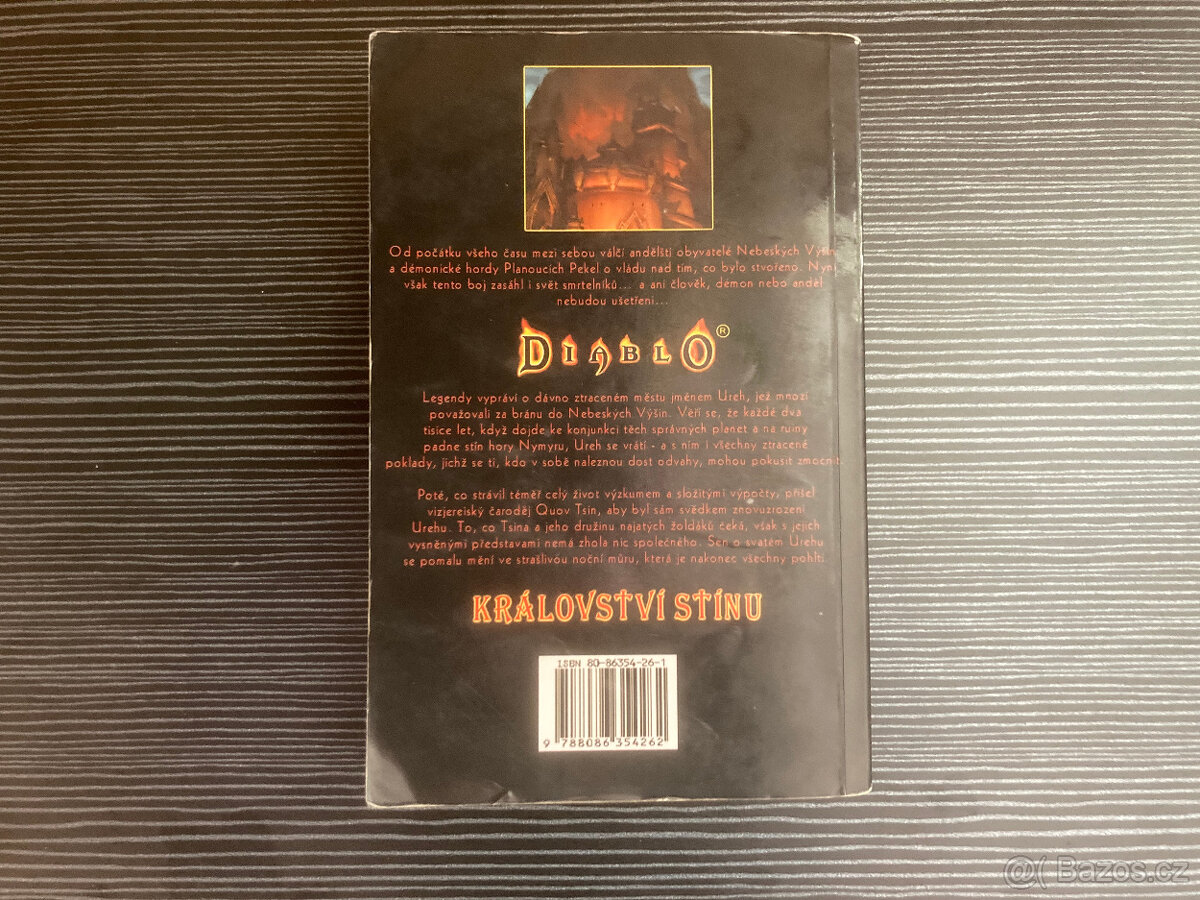 Od počátku všeho času mezi sebou válčí andělští obyvatelé Nebeských Výšin
a démonické hordy Planoucích Pekel o vládu nad tím, co bylo stvořeno. Nyní
však tento boj zasáhl i svět smrtelníků... a ani člověk, démon nebo anděl
nebudou ušetřeni...
DIABLO®
Legendy vypráví o dávno ztraceném městu jménem Ureh, jež mnozí
považovali za bránu do Nebeských Výšin. Věří se, že každé dva
tisíce let, když dojde ke konjunkci těch správných planet a na ruiny
padne stín hory Nymyru, Ureh se vrátí - a s ním i všechny ztracené
poklady, jichž se ti, kdo v sobě naleznou dost odvahy, mohou pokusit zmocnit.
Poté, co strávil téměř celý život výzkumem a složitými výpočty, přišel
vizjereiský čaroděj Quov Tsin, aby byl sám svědkem znovuzrození
Urehu. To, co Tsina a jeho družinu najatých žoldáků čeká, však s jejich
vysněnými představami nemá zhola nic společného. Sen o svatém Urehu
se pomalu mění ve strašlivou noční můru, která je nakonec všechny pohltí.
KRÁLOVSTVÍ STÍNU
ISBN 80-86354-26-1
9 788086 354262
@( Bazos.cz